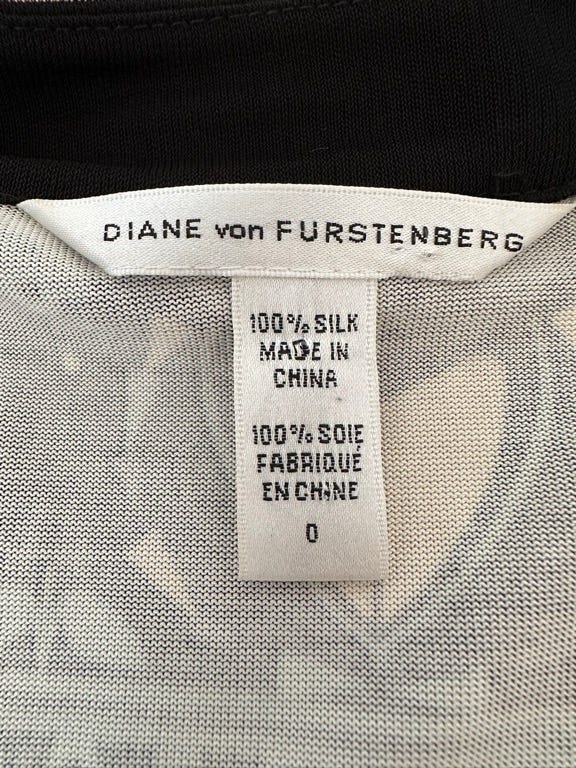 DIANE von FURSTENBERG
100% SILK
MADE IN
CHINA
100% SOIE
FABRIQUÉ
EN CHINE
0